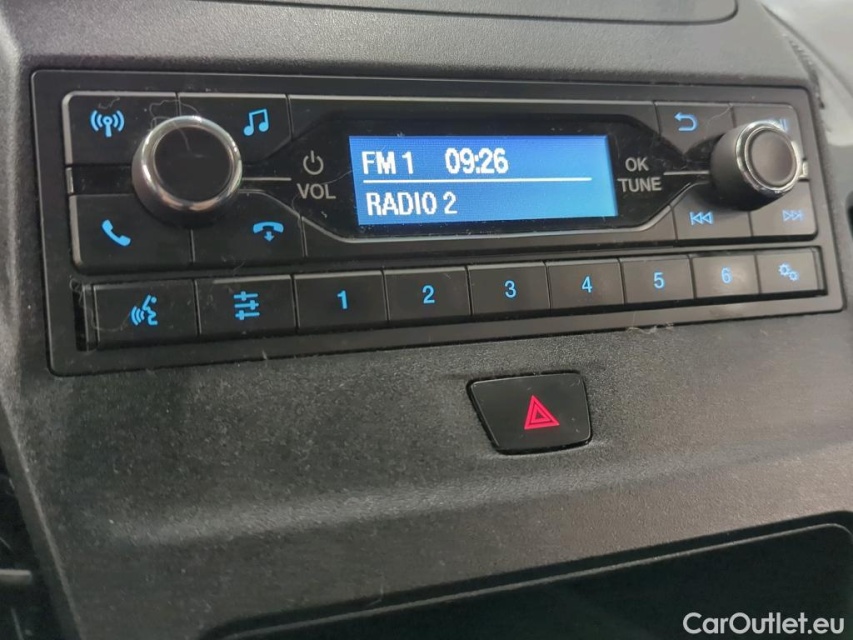 FM 1 09:26
RADIO 2
VOL
OK
TUNE
1 2 3 4 5 6
CarOutlet.eu